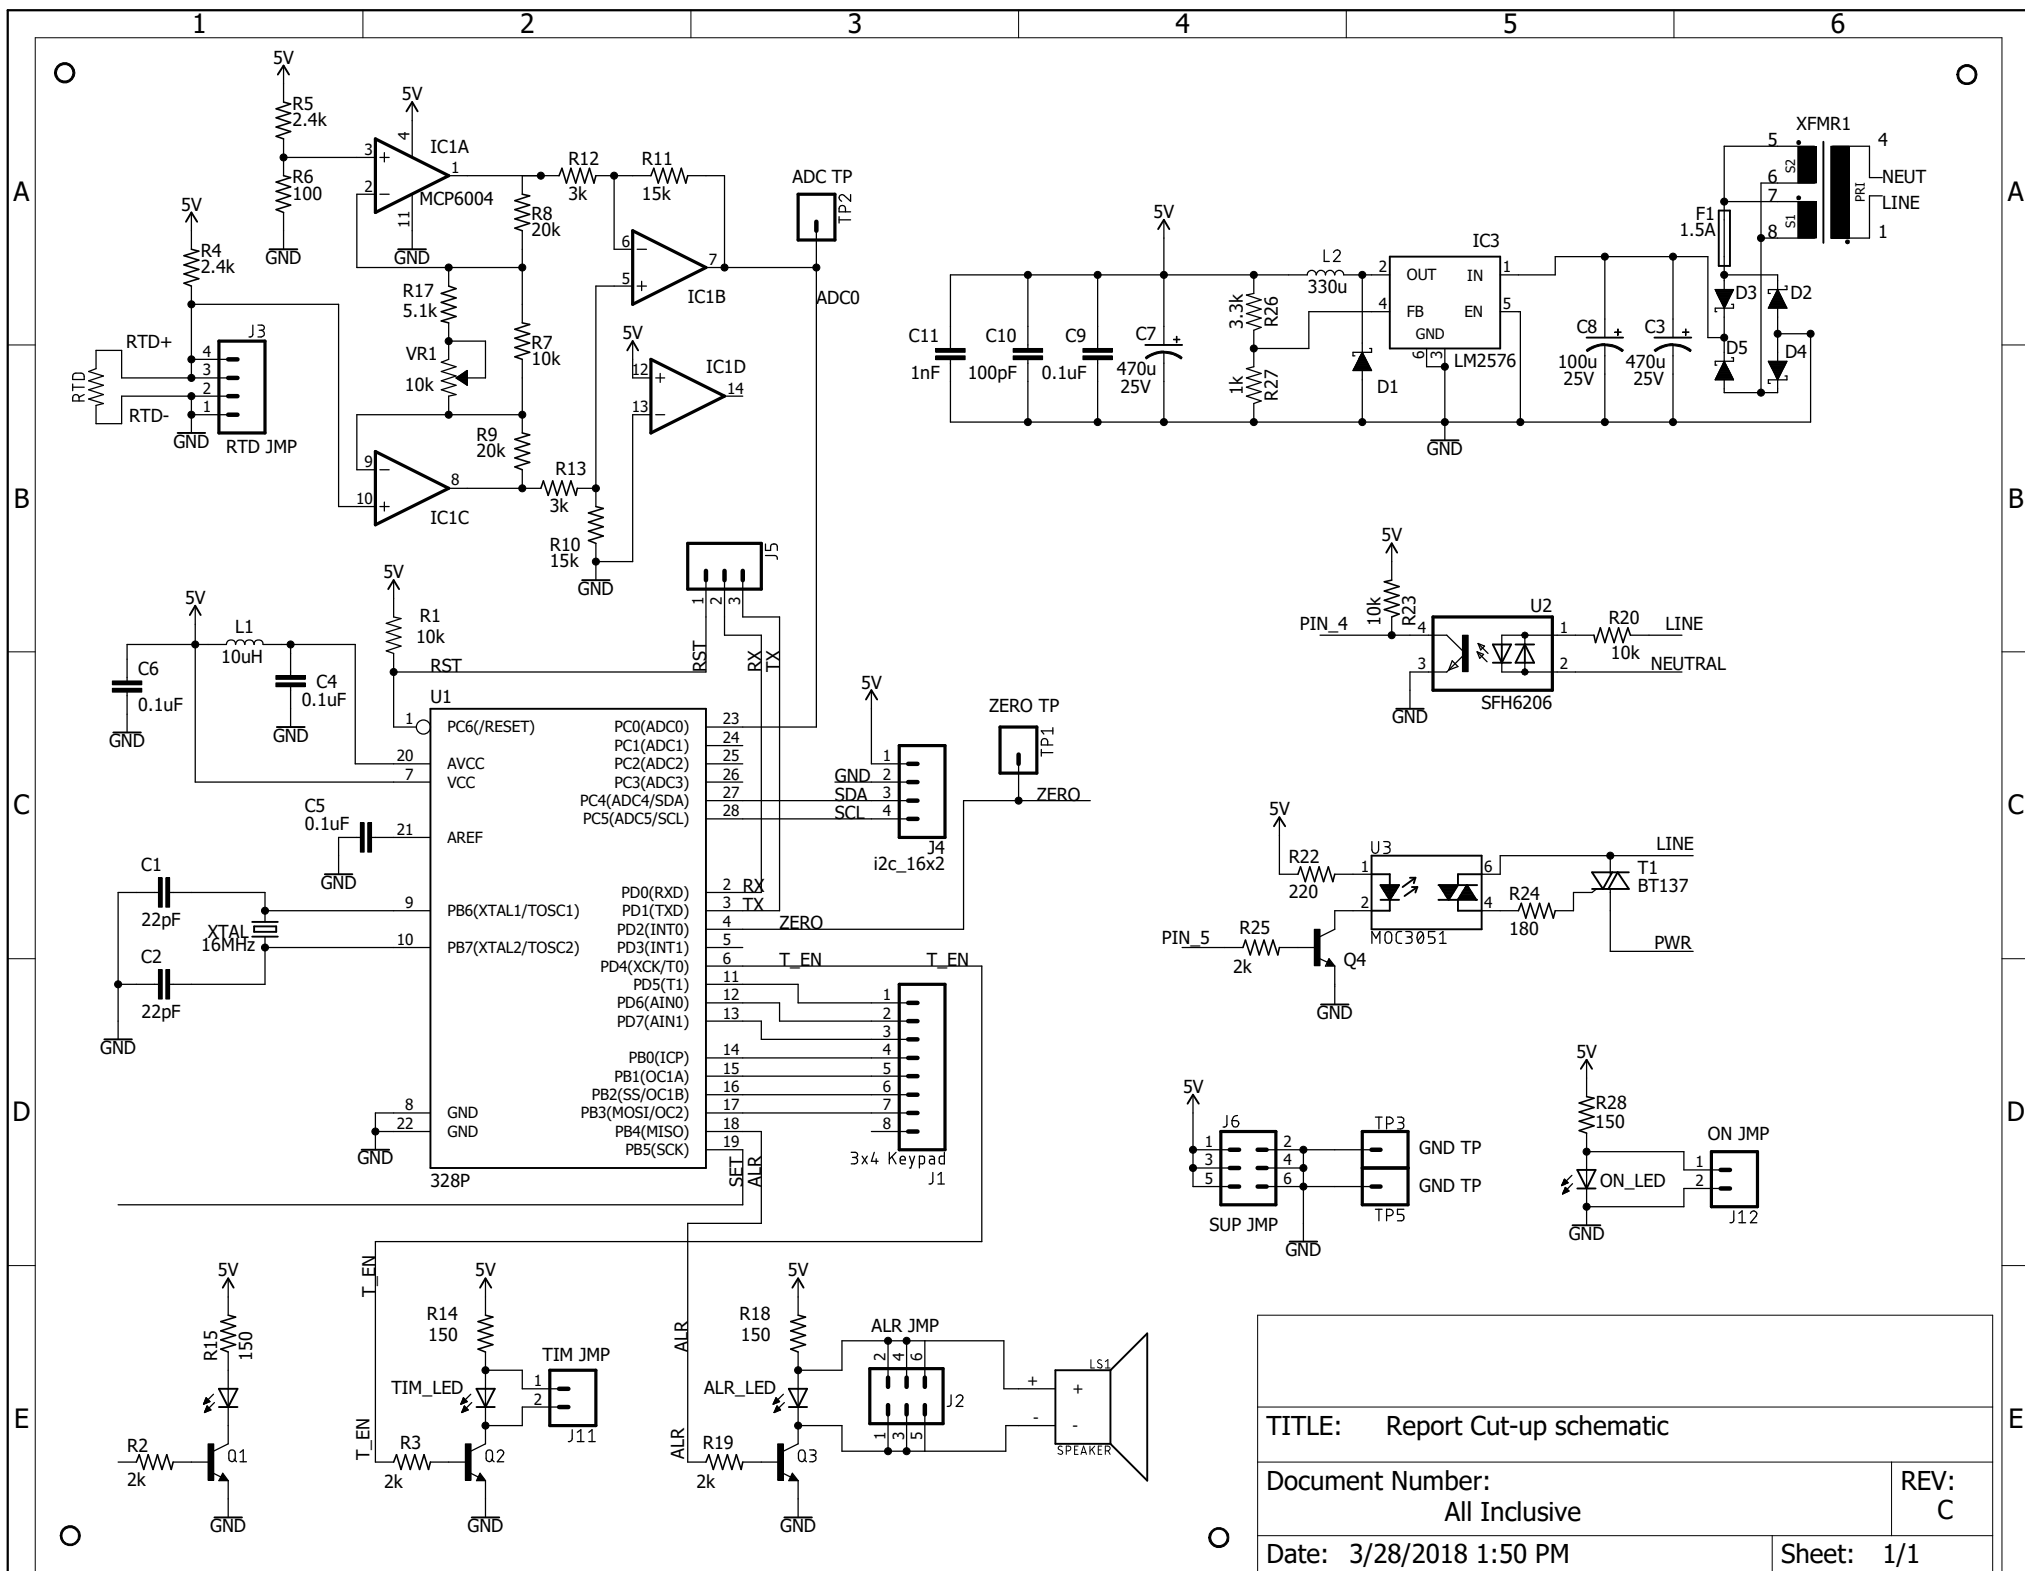 1 2 3 4 5 6
A
B
C
D
E
A
B
C
D
E
5V
R5
2.4k
R6
100
GND
5V
4
3
2
1
11
IC1A
MCP6004
GND
5V
R4
2.4k
RTD+
RTD
RTD-
J3
4
3
2
1
GND
RTD JMP
R12
3k
R11
15k
R8
20k
R17
5.1k
VR1
10k
R7
10k
R9
20k
6
5
7
IC1B
ADC TP
TP2
ADC0
5V
12
13
14
IC1D
9
10
8
IC1C
R13
3k
R10
15k
GND
J5
1
2
3
RST
RX
TX
5V
L2
330u
3.3k
R26
1k
R27
C11
1nF
C10
100pF
C9
0.1uF
C7
470u
25V
D1
IC3
2 OUT IN 1
4 FB EN 5
GND
6
3
LM2576
GND
C8
100u
25V
C3
470u
25V
F1
1.5A
D3
D2
D5
D4
XFMR1
5
6
7
8
S2
S1
PRI
4
NEUT
LINE
1
5V
10k
R23
PIN_4
4
3
GND
U2
1
2
SFH6206
R20
10k
LINE
NEUTRAL
5V
L1
10uH
C6
0.1uF
GND
C4
0.1uF
GND
5V
R1
10k
RST
U1
1 PC6(/RESET)
20 AVCC
7 VCC
C5
0.1uF
GND
21 AREF
C1
22pF
C2
22pF
XTAL
16MHz
GND
9 PB6(XTAL1/TOSC1)
10 PB7(XTAL2/TOSC2)
8 GND
22 GND
GND
328P
PC0(ADC0) 23
PC1(ADC1) 24
PC2(ADC2) 25
PC3(ADC3) 26
PC4(ADC4/SDA) 27
PC5(ADC5/SCL) 28
PD0(RXD) 2 RX
PD1(TXD) 3 TX
PD2(INT0) 4 ZERO
PD3(INT1) 5
PD4(XCK/T0) 6 T_EN T_EN
PD5(T1) 11
PD6(AIN0) 12
PD7(AIN1) 13
PB0(ICP) 14
PB1(OC1A) 15
PB2(SS/OC1B) 16
PB3(MOSI/OC2) 17
PB4(MISO) 18
PB5(SCK) 19
SET
ALR
5V
1
GND 2
SDA 3
SCL 4
J4
i2c_16x2
ZERO TP
TP1
ZERO
1
2
3
4
5
6
7
8
3x4 Keypad
J1
5V
R22
220
U3
1
2
6
4
MOC3051
PIN_5
R25
2k
Q4
GND
R24
180
T1
BT137
LINE
PWR
5V
J6
1 2
3 4
5 6
SUP JMP
GND
TP3
GND TP
GND TP
TP5
5V
R28
150
ON_LED
GND
ON JMP
1
2
J12
5V
R15
150
R2
2k
Q1
GND
T_EN
T_EN
5V
R14
150
TIM_LED
TIM JMP
1
2
J11
R3
2k
Q2
GND
ALR
ALR
5V
R18
150
ALR_LED
R19
2k
Q3
GND
ALR JMP
2 4 6
1 3 5
J2
+
-
LS1
+
-
SPEAKER
TITLE: Report Cut-up schematic
Document Number:
All Inclusive
REV:
C
Date: 3/28/2018 1:50 PM
Sheet: 1/1